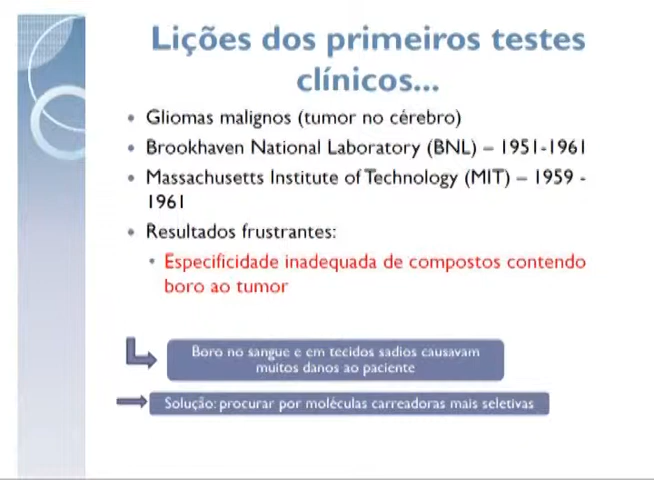 Lições dos primeiros testes
clínicos...
• Gliomas malignos (tumor no cérebro)
• Brookhaven National Laboratory (BNL) – 1951-1961
• Massachusetts Institute of Technology (MIT) – 1959 -
1961
• Resultados frustrantes:
• Especificidade inadequada de compostos contendo
boro ao tumor
Boro no sangue e em tecidos sadios causavam
muitos danos ao paciente
Solução: procurar por moléculas carreadoras mais seletivas